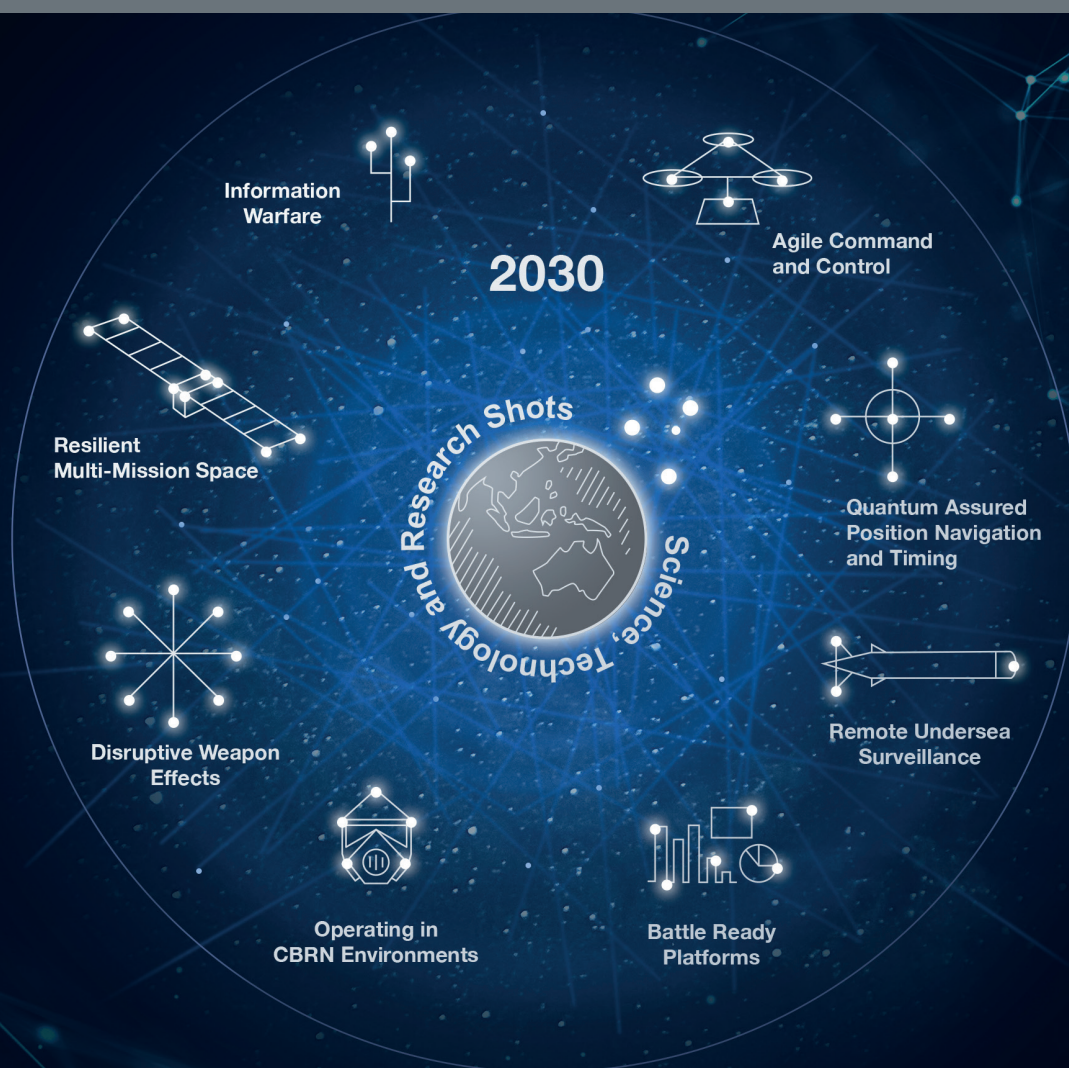 2030
Science, Technology and Research Shots
Information
Warfare
Agile Command
and Control
Quantum Assured
Position Navigation
and Timing
Remote Undersea
Surveillance
Battle Ready
Platforms
Operating in
CBRN Environments
Disruptive Weapon
Effects
Resilient
Multi-Mission Space